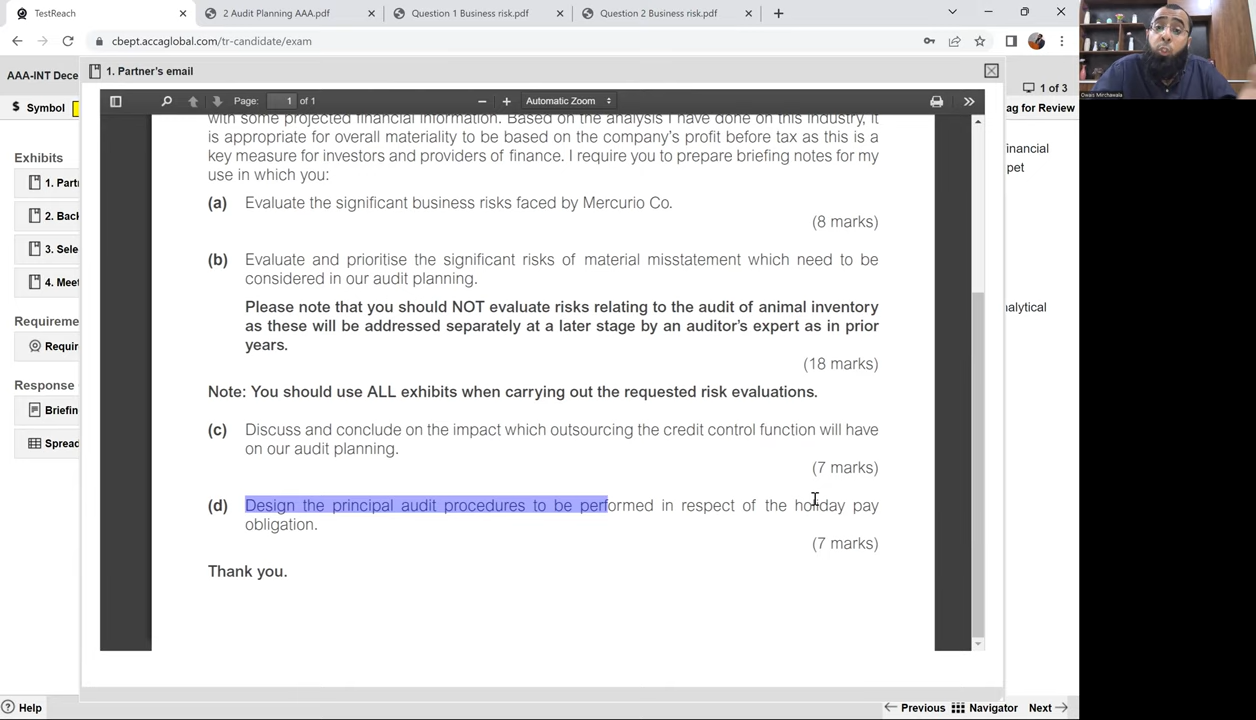 TestReach
2 Audit Planning AAA.pdf
Question 1 Business risk.pdf
Question 2 Business risk.pdf
cbept.accaglobal.com/tr-candidate/exam
AAA-INT Dece
1. Partner's email
1 of 3
$ Symbol
Page: 1 of 1
Automatic Zoom
ag for Review
Exhibits
1. Part
2. Back
3. Sele
4. Meet
Requireme
Requir
Response
Briefin
Spread
with some projected financial information. Based on the analysis I have done on this industry, it
is appropriate for overall materiality to be based on the company's profit before tax as this is a
key measure for investors and providers of finance. I require you to prepare briefing notes for my
use in which you:
(a) Evaluate the significant business risks faced by Mercurio Co.
(8 marks)
(b) Evaluate and prioritise the significant risks of material misstatement which need to be
considered in our audit planning.
Please note that you should NOT evaluate risks relating to the audit of animal inventory
as these will be addressed separately at a later stage by an auditor's expert as in prior
years.
(18 marks)
Note: You should use ALL exhibits when carrying out the requested risk evaluations.
(c) Discuss and conclude on the impact which outsourcing the credit control function will have
on our audit planning.
(7 marks)
(d) Design the principal audit procedures to be performed in respect of the holiday pay
obligation.
(7 marks)
Thank you.
inancial
pet
nalytical
Help
Previous
Navigator
Next
Owais Mirchawala